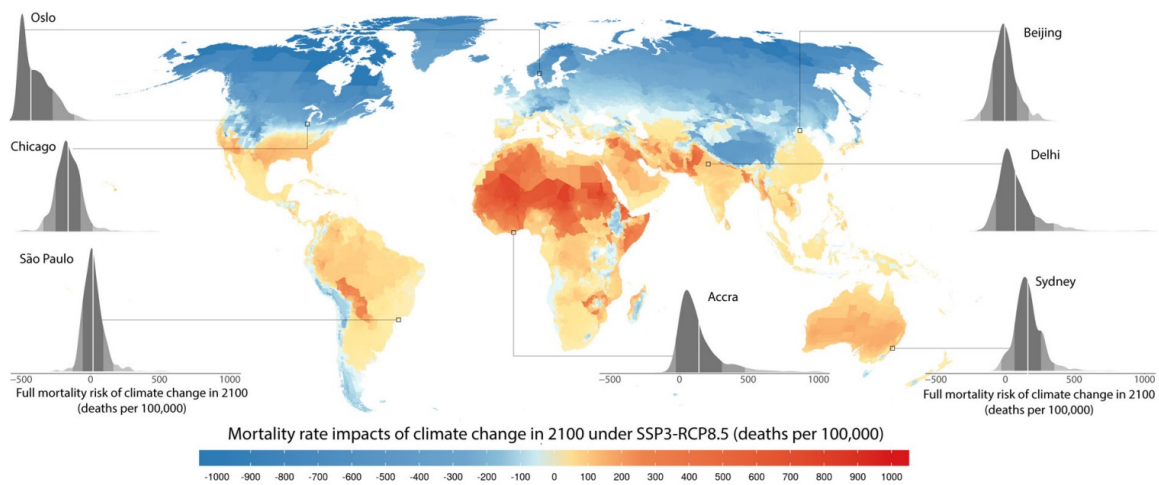 Oslo
Beijing
Chicago
Delhi
São Paulo
Accra
Sydney
−500 0 500 1000
Full mortality risk of climate change in 2100
(deaths per 100,000)
−500 0 500 1000
−500 0 500 1000
Full mortality risk of climate change in 2100
(deaths per 100,000)
Mortality rate impacts of climate change in 2100 under SSP3-RCP8.5 (deaths per 100,000)
-1000 -900 -800 -700 -600 -500 -400 -300 -200 -100 0 100 200 300 400 500 600 700 800 900 1000